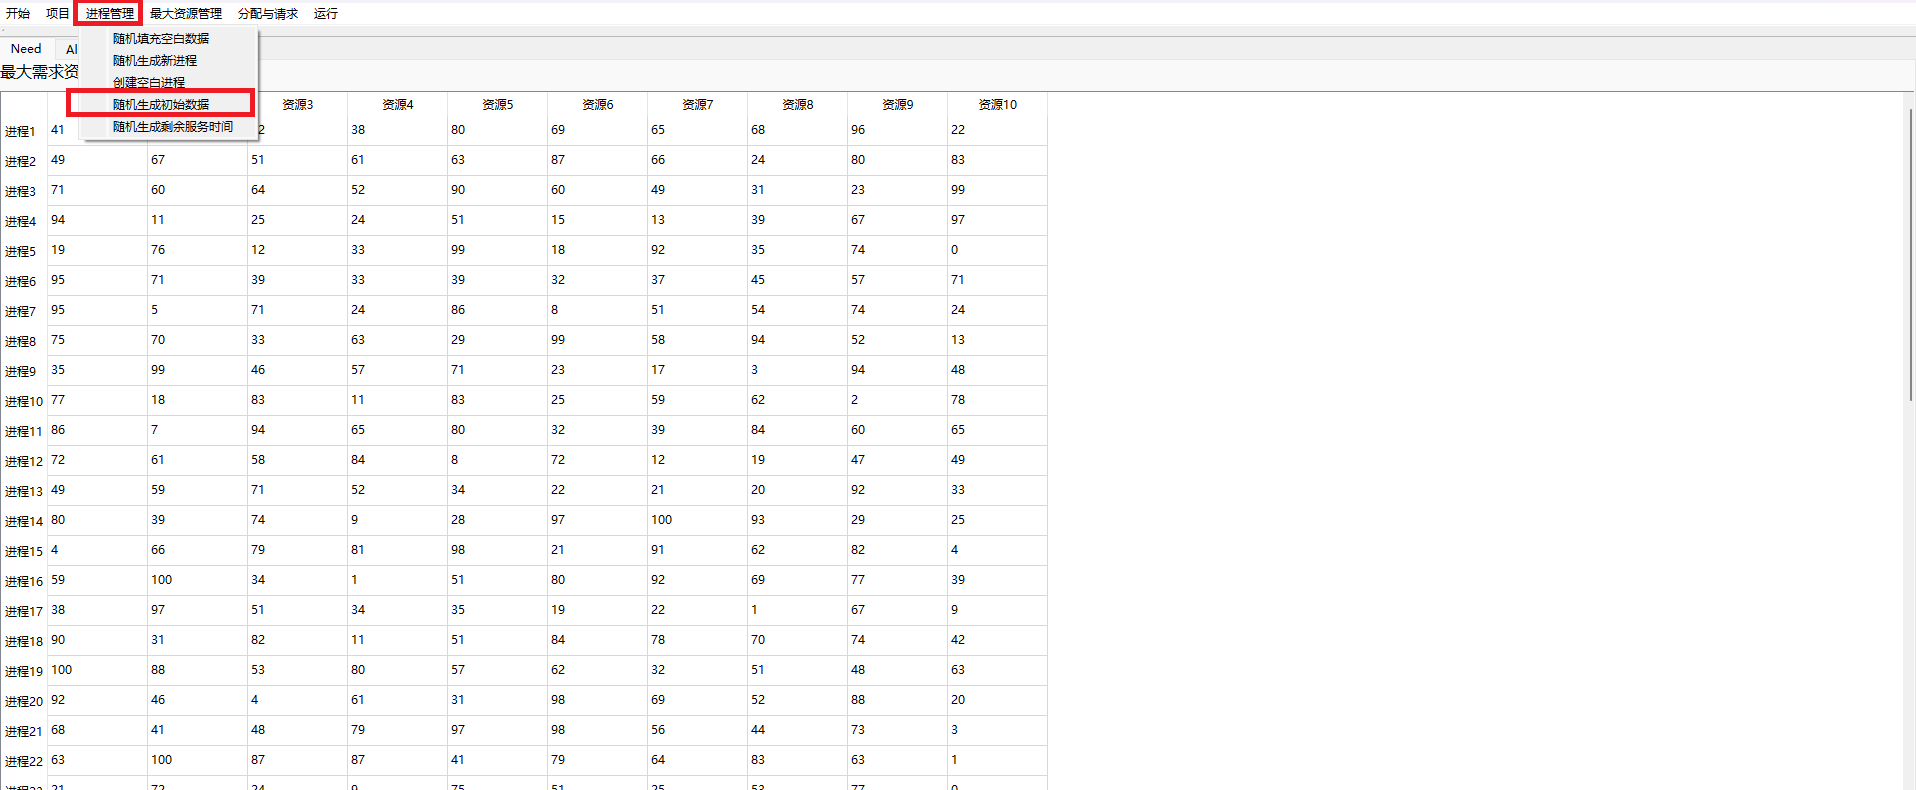 开始 项目 进程管理 最大资源管理 分配与请求 运行
随机填充空白数据
Need Al
随机生成新进程
最大需求资
创建空白进程
随机生成初始数据 资源3 资源4 资源5 资源6 资源7 资源8 资源9 资源10
随机生成剩余服务时间
进程1 41 2 38 80 69 65 68 96 22
进程2 49 67 51 61 63 87 66 24 80 83
进程3 71 60 64 52 90 60 49 31 23 99
进程4 94 11 25 24 51 15 13 39 67 97
进程5 19 76 12 33 99 18 92 35 74 0
进程6 95 71 39 33 39 32 37 45 57 71
进程7 95 5 71 24 86 8 51 54 74 24
进程8 75 70 33 63 29 99 58 94 52 13
进程9 35 99 46 57 71 23 17 3 94 48
进程10 77 18 83 11 83 25 59 62 2 78
进程11 86 7 94 65 80 32 39 84 60 65
进程12 72 61 58 84 8 72 12 19 47 49
进程13 49 59 71 52 34 22 21 20 92 33
进程14 80 39 74 9 28 97 100 93 29 25
进程15 4 66 79 81 98 21 91 62 82 4
进程16 59 100 34 1 51 80 92 69 77 39
进程17 38 97 51 34 35 19 22 1 67 9
进程18 90 31 82 11 51 84 78 70 74 42
进程19 100 88 53 80 57 62 32 51 48 63
进程20 92 46 4 61 31 98 69 52 88 20
进程21 68 41 48 79 97 98 56 44 73 3
进程22 63 100 87 87 41 79 64 83 63 1